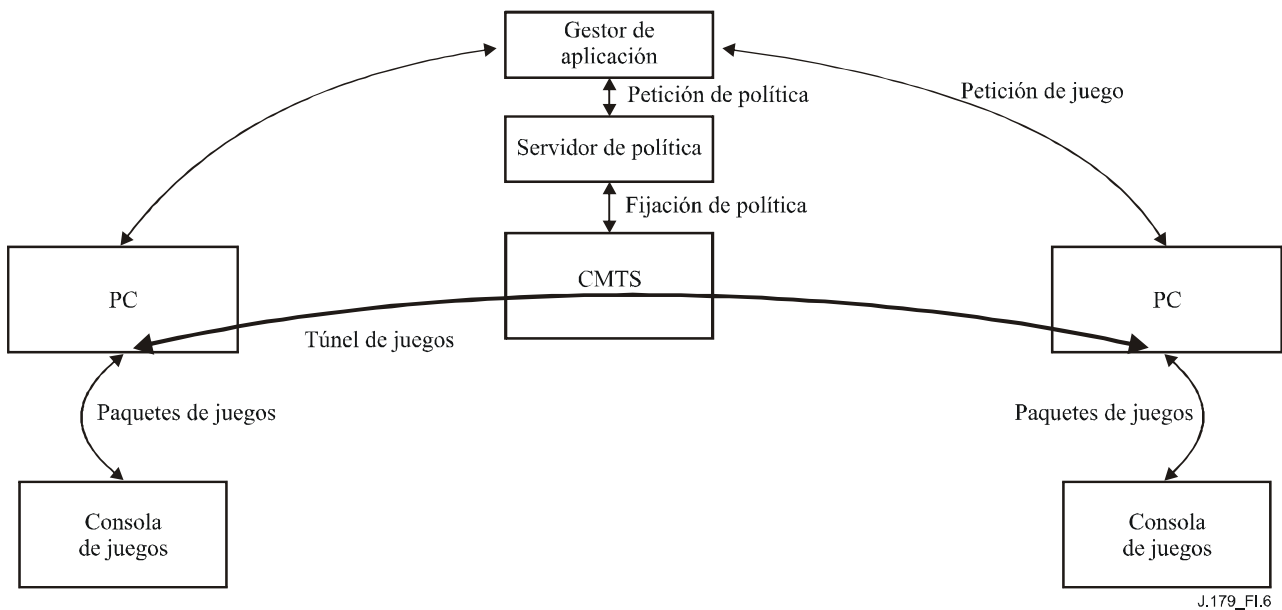 Gestor de
aplicación
Petición de política
Petición de juego
Servidor de política
Fijación de política
PC
CMTS
PC
Túnel de juegos
Paquetes de juegos
Paquetes de juegos
Consola
de juegos
Consola
de juegos
J.179_FI.6